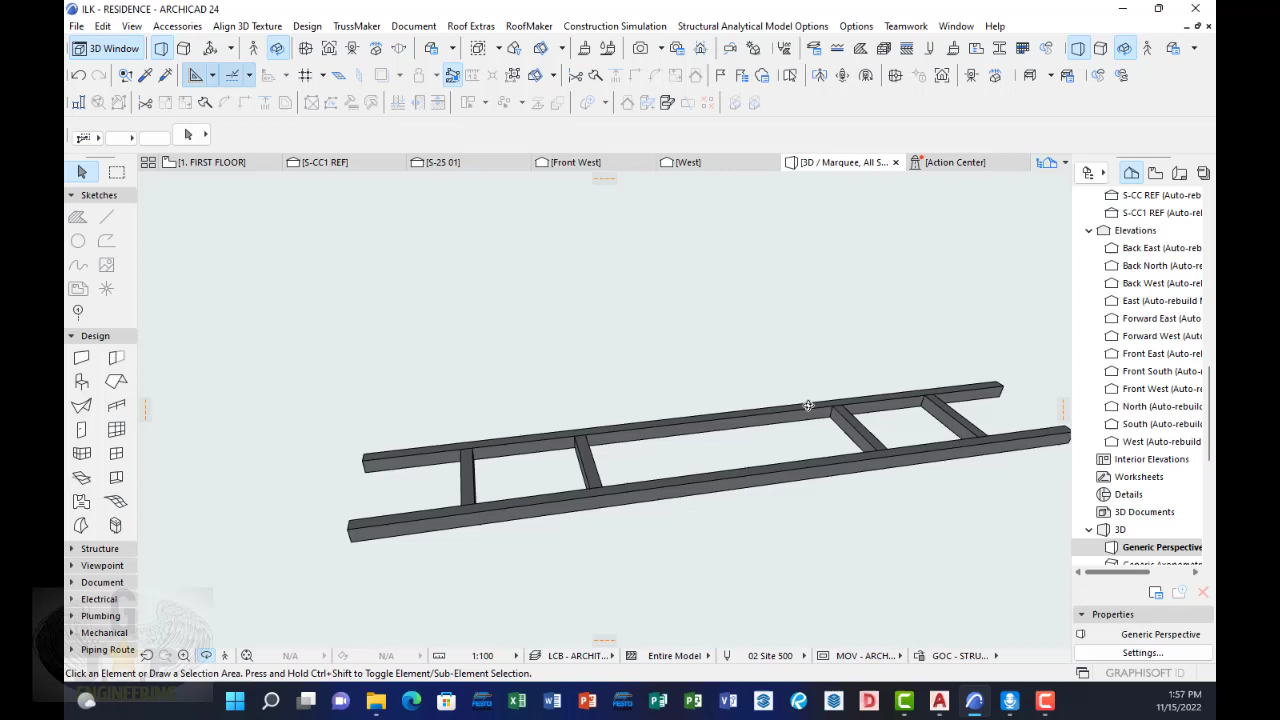 ILK - RESIDENCE - ARCHICAD 24
File Edit View Accessories Align 3D Texture Design TrussMaker Document Roof Extras RoofMaker Construction Simulation Structural Analytical Model Options Options Teamwork Window Help
3D Window
[1. FIRST FLOOR] [S-CC1 REF] [S-25 01] [Front West] [West] [3D / Marquee, All S... [Action Center]
Sketches
Design
Structure
Viewpoint
Document
Electrical
Plumbing
Mechanical
Piping Route
S-CC REF (Auto-reb
S-CC1 REF (Auto-re
Elevations
Back East (Auto-reb
Back North (Auto-re
Back West (Auto-re
East (Auto-rebuild M
Forward East (Auto
Forward West (Auto
Front East (Auto-re
Front South (Auto-
Front West (Auto-re
North (Auto-rebuild
South (Auto-rebuild
West (Auto-rebuild
Interior Elevations
Worksheets
Details
3D Documents
3D
Generic Perspective
Generic Axonometr
Properties
Generic Perspective
Settings...
N/A N/A 1:100 LCB - ARCHIT... Entire Model 02 Site 500 MOV - ARCH... GOC - STRU...
Click an Element or Draw a Selection Area. Press and Hold Ctrl+Shift to Toggle Element/Sub-Element Selection.
GRAPHISOFT ID
ENGINEERING
FESTO FESTO
1:57 PM
11/15/2022